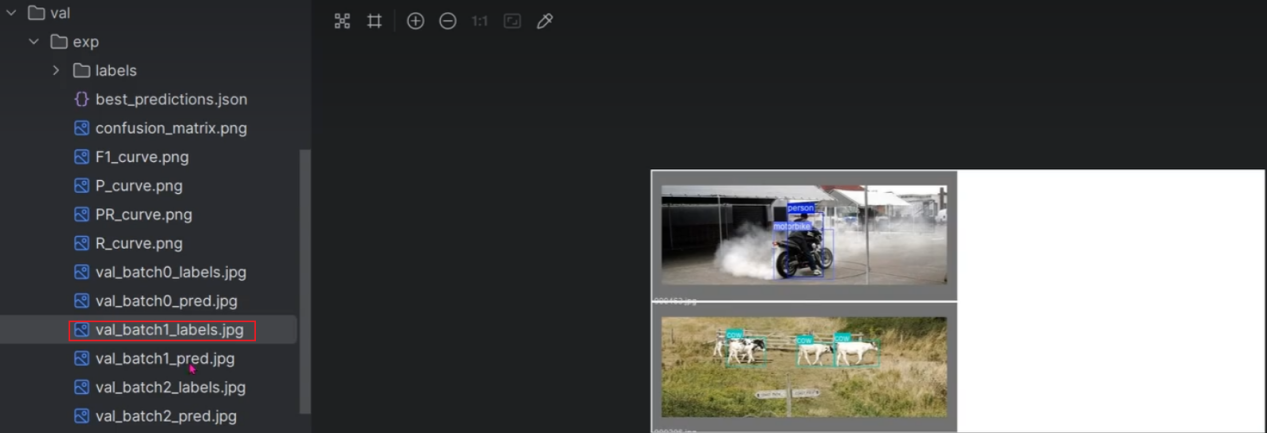 val
exp
labels
best_predictions.json
confusion_matrix.png
F1_curve.png
P_curve.png
PR_curve.png
R_curve.png
val_batch0_labels.jpg
val_batch0_pred.jpg
val_batch1_labels.jpg
val_batch1_pred.jpg
val_batch2_labels.jpg
val_batch2_pred.jpg
1:1
person
motorbike
cow
cow
cow